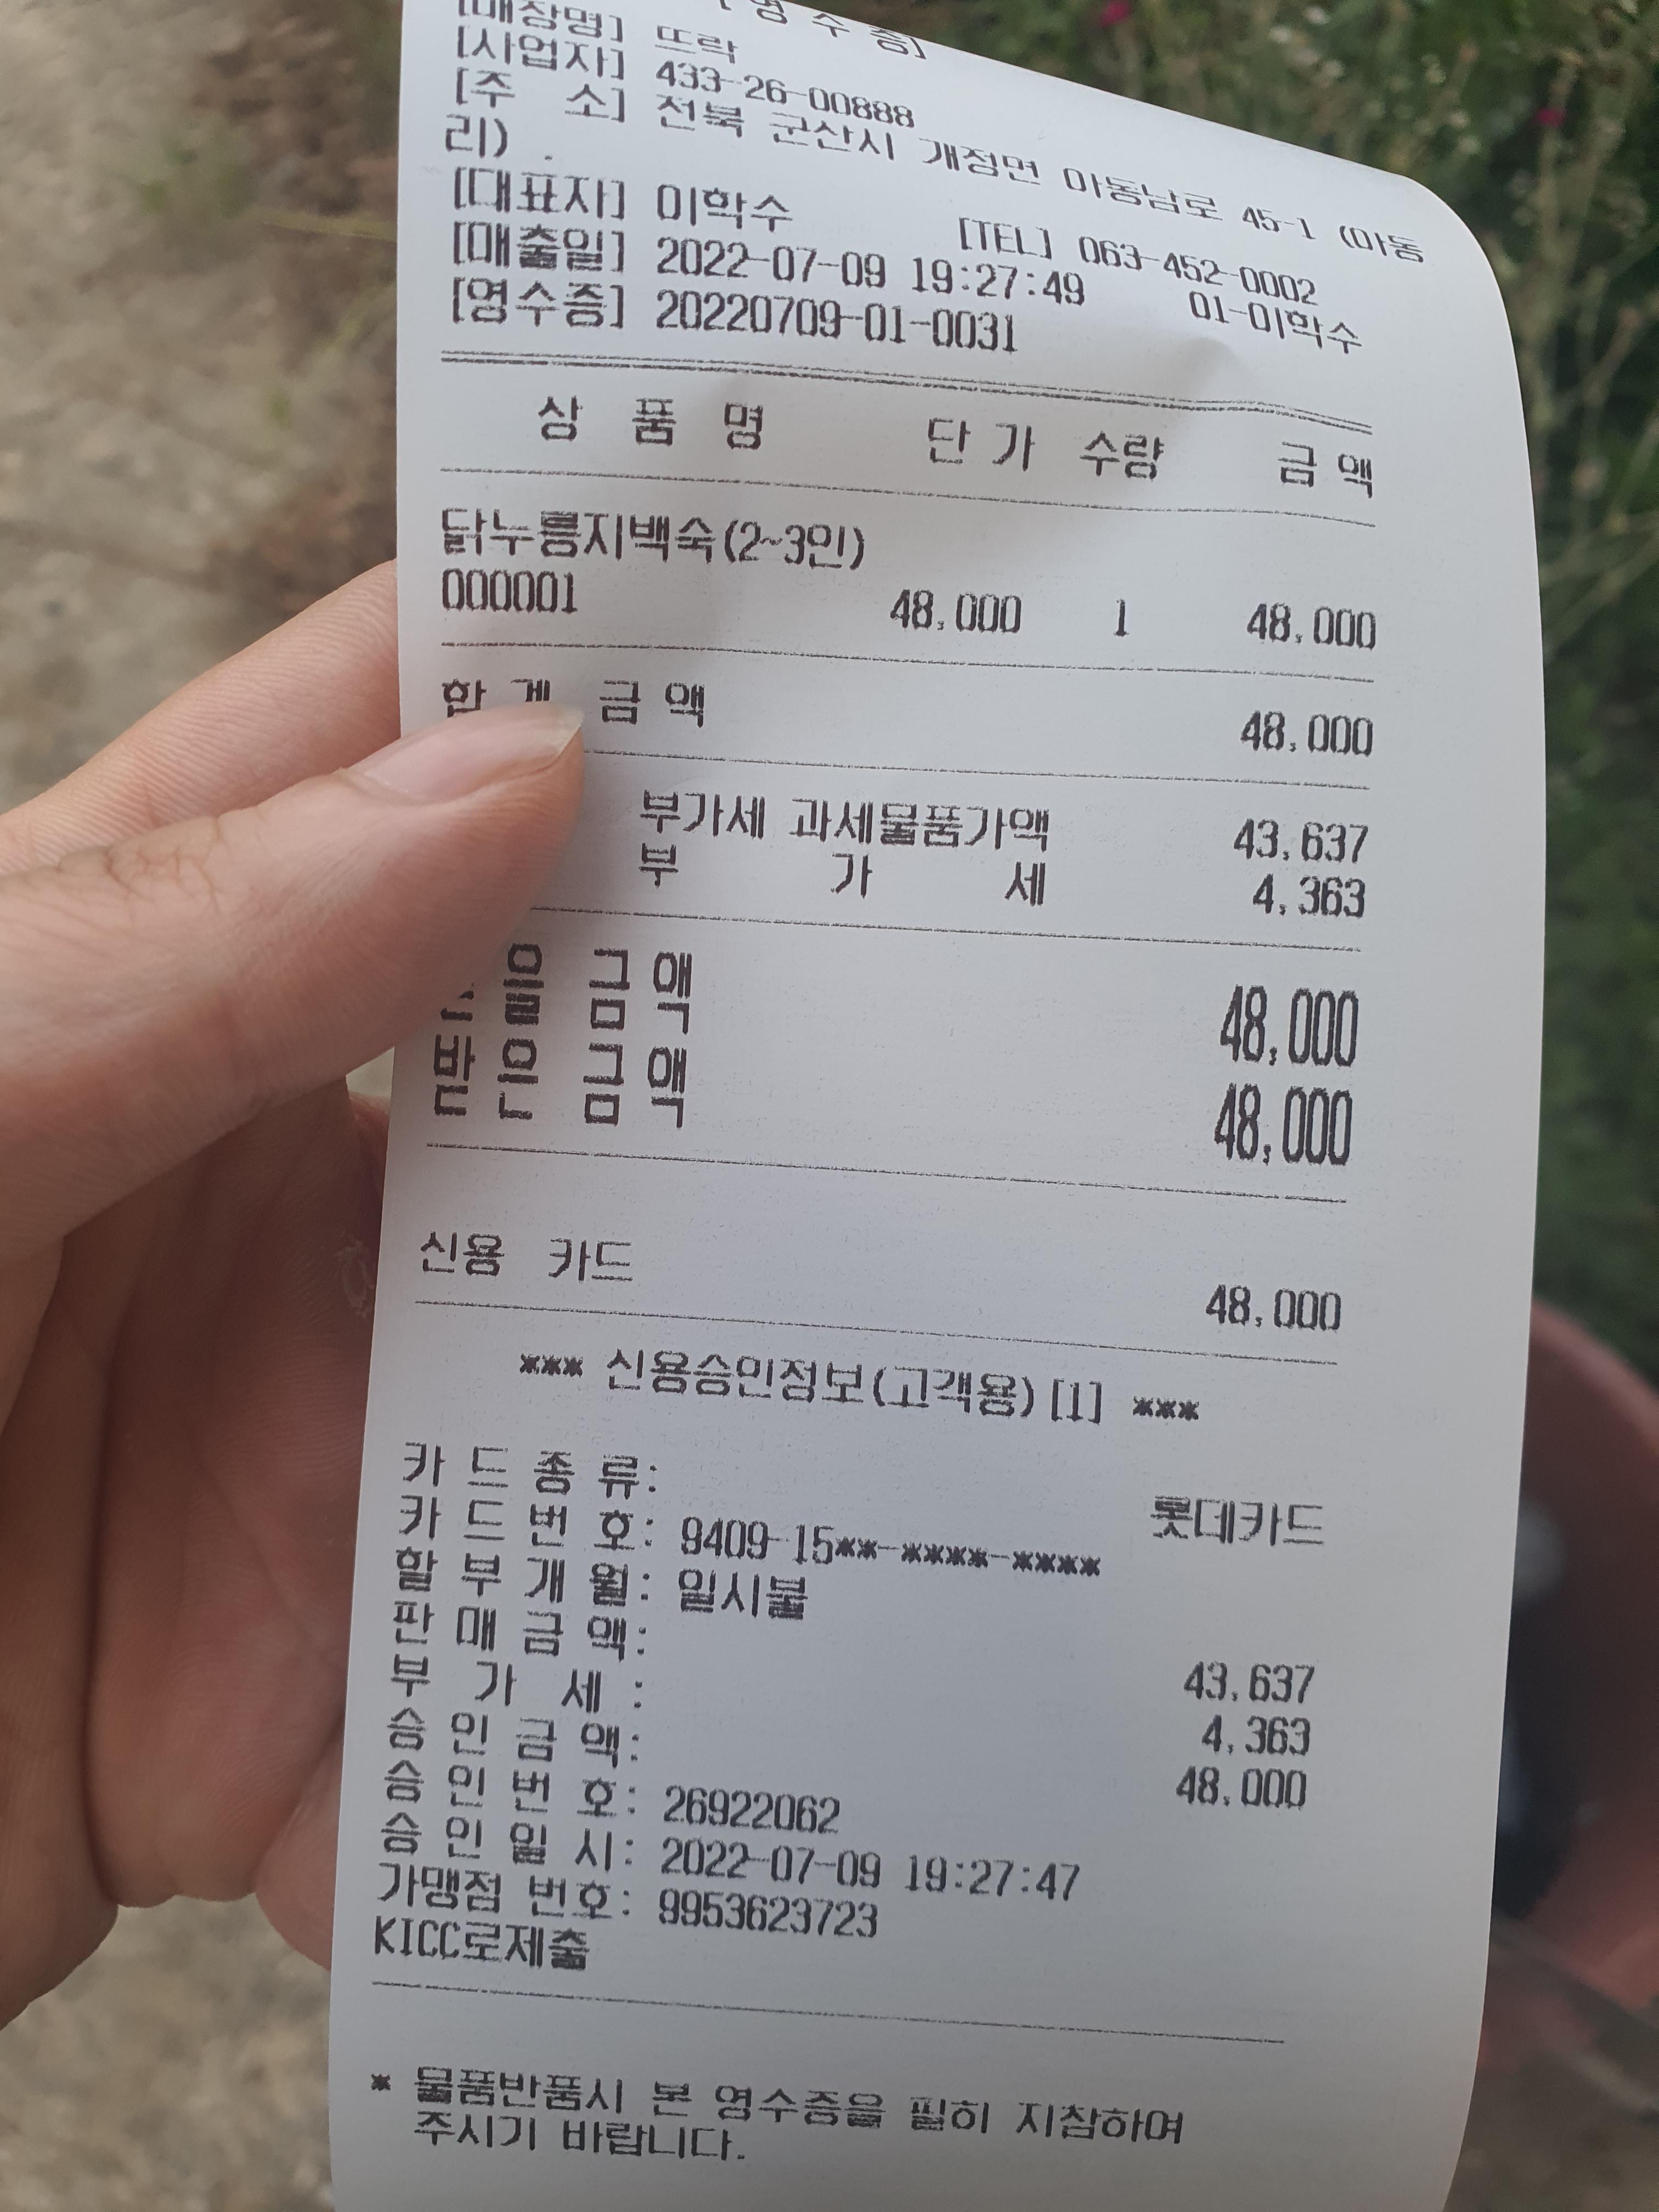 [영 수 증]
[매장명] 뜨락
[사업자] 433-26-00888
[주 소] 전북 군산시 개정면 아동남로 45-1 (아동
리) .
[대표자] 이학수 [TEL] 063-452-0002
[매출일] 2022-07-09 19:27:49 01-이학수
[영수증] 20220709-01-0031
상 품 명 단 가 수량 금 액
닭누룽지백숙(2~3인)
000001 48,000 1 48,000
합 계 금 액 48,000
부가세 과세물품가액 43,637
부 가 세 4,363
을 금 액 48,000
받 은 금 액 48,000
신용 카드 48,000
*** 신용승인정보(고객용)[1] ***
카 드 종 류: 롯데카드
카 드 번 호: 9409-15**-****-****
할 부 개 월: 일시불
판 매 금 액: 43,637
부 가 세 : 4,363
승 인 금 액: 48,000
승 인 번 호: 26922062
승 인 일 시: 2022-07-09 19:27:47
가맹점 번호: 9953623723
KICC로제출
* 물품반품시 본 영수증을 필히 지참하여
주시기 바랍니다.